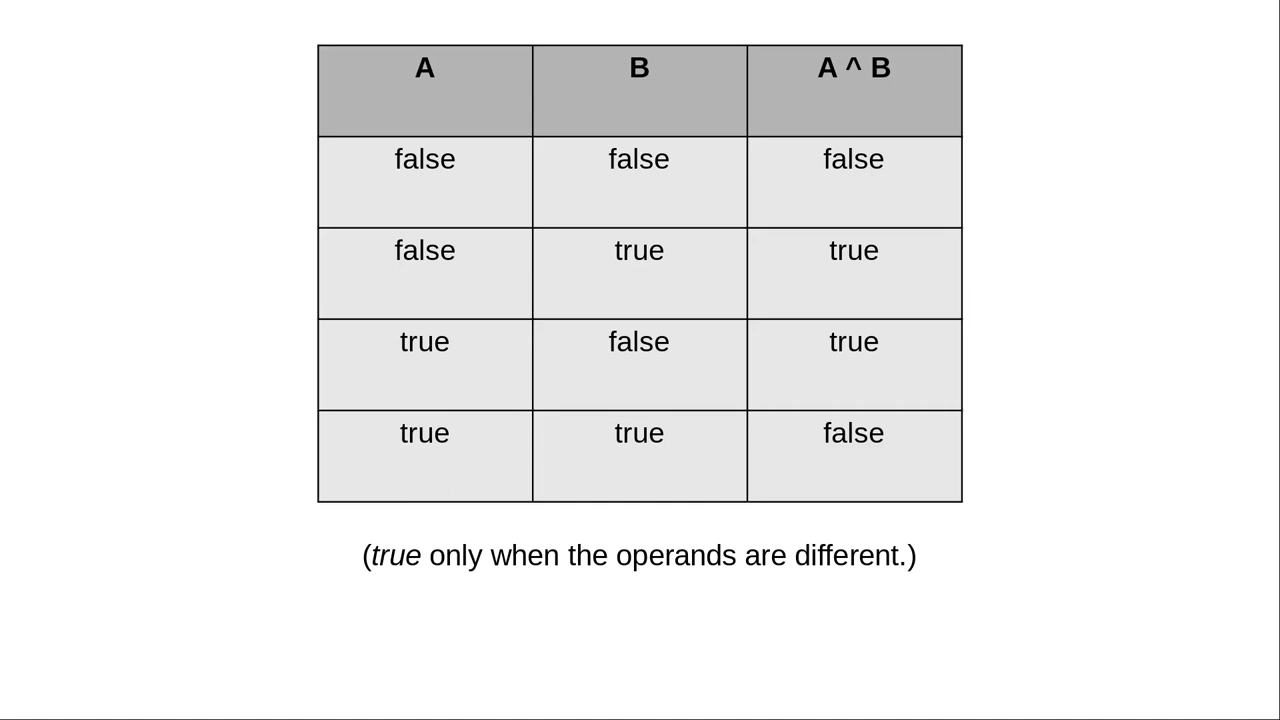 A B A ^ B
false false false
false true true
true false true
true true false
(true only when the operands are different.)